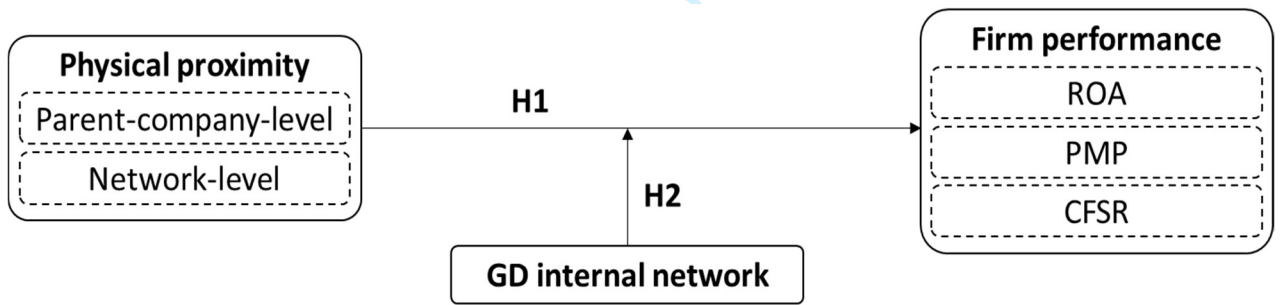 Physical proximity
Parent-company-level
Network-level
H1
H2
GD internal network
Firm performance
ROA
PMP
CFSR